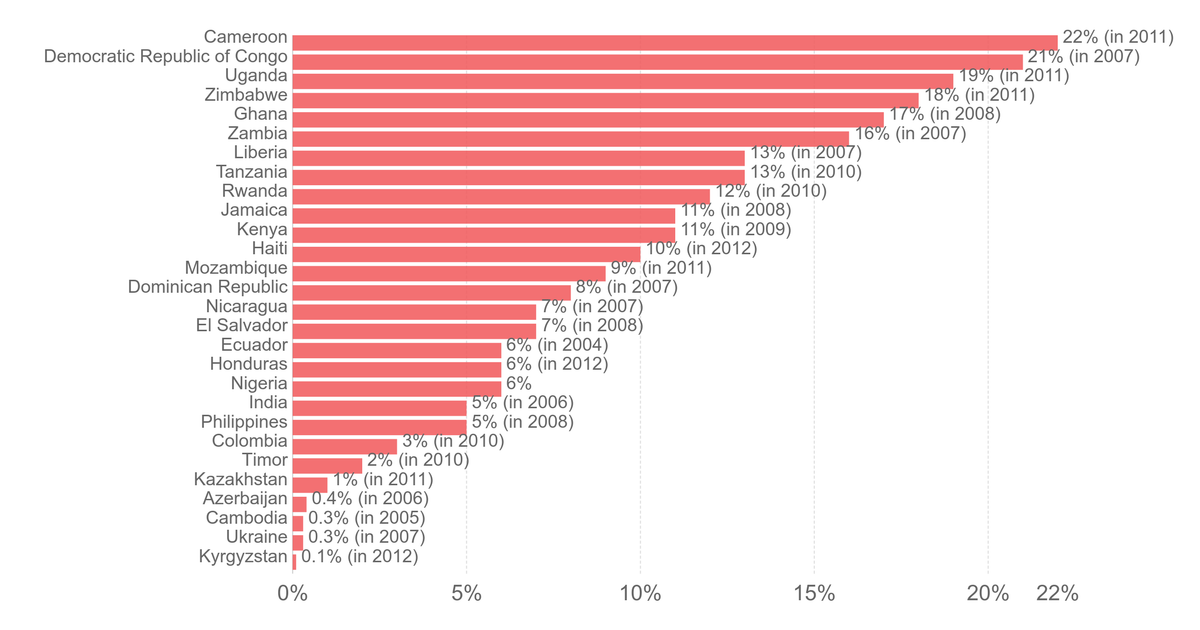 Cameroon 22% (in 2011)
Democratic Republic of Congo 21% (in 2007)
Uganda 19% (in 2011)
Zimbabwe 18% (in 2011)
Ghana 17% (in 2008)
Zambia 16% (in 2007)
Liberia 13% (in 2007)
Tanzania 13% (in 2010)
Rwanda 12% (in 2010)
Jamaica 11% (in 2008)
Kenya 11% (in 2009)
Haiti 10% (in 2012)
Mozambique 9% (in 2011)
Dominican Republic 8% (in 2007)
Nicaragua 7% (in 2007)
El Salvador 7% (in 2008)
Ecuador 6% (in 2004)
Honduras 6% (in 2012)
Nigeria 6%
India 5% (in 2006)
Philippines 5% (in 2008)
Colombia 3% (in 2010)
Timor 2% (in 2010)
Kazakhstan 1% (in 2011)
Azerbaijan 0.4% (in 2006)
Cambodia 0.3% (in 2005)
Ukraine 0.3% (in 2007)
Kyrgyzstan 0.1% (in 2012)
0% 5% 10% 15% 20% 22%